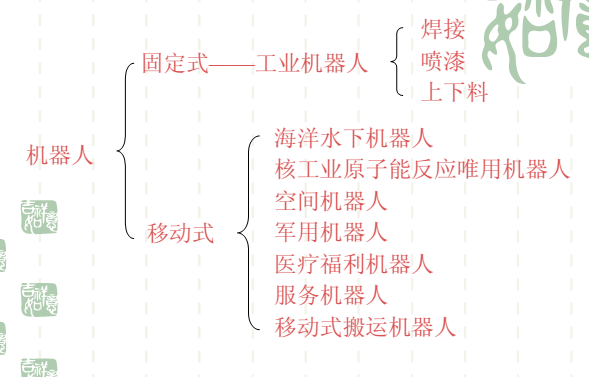 机器人
固定式——工业机器人
焊接
喷漆
上下料
移动式
海洋水下机器人
核工业原子能反应唯用机器人
空间机器人
军用机器人
医疗福利机器人
服务机器人
移动式搬运机器人